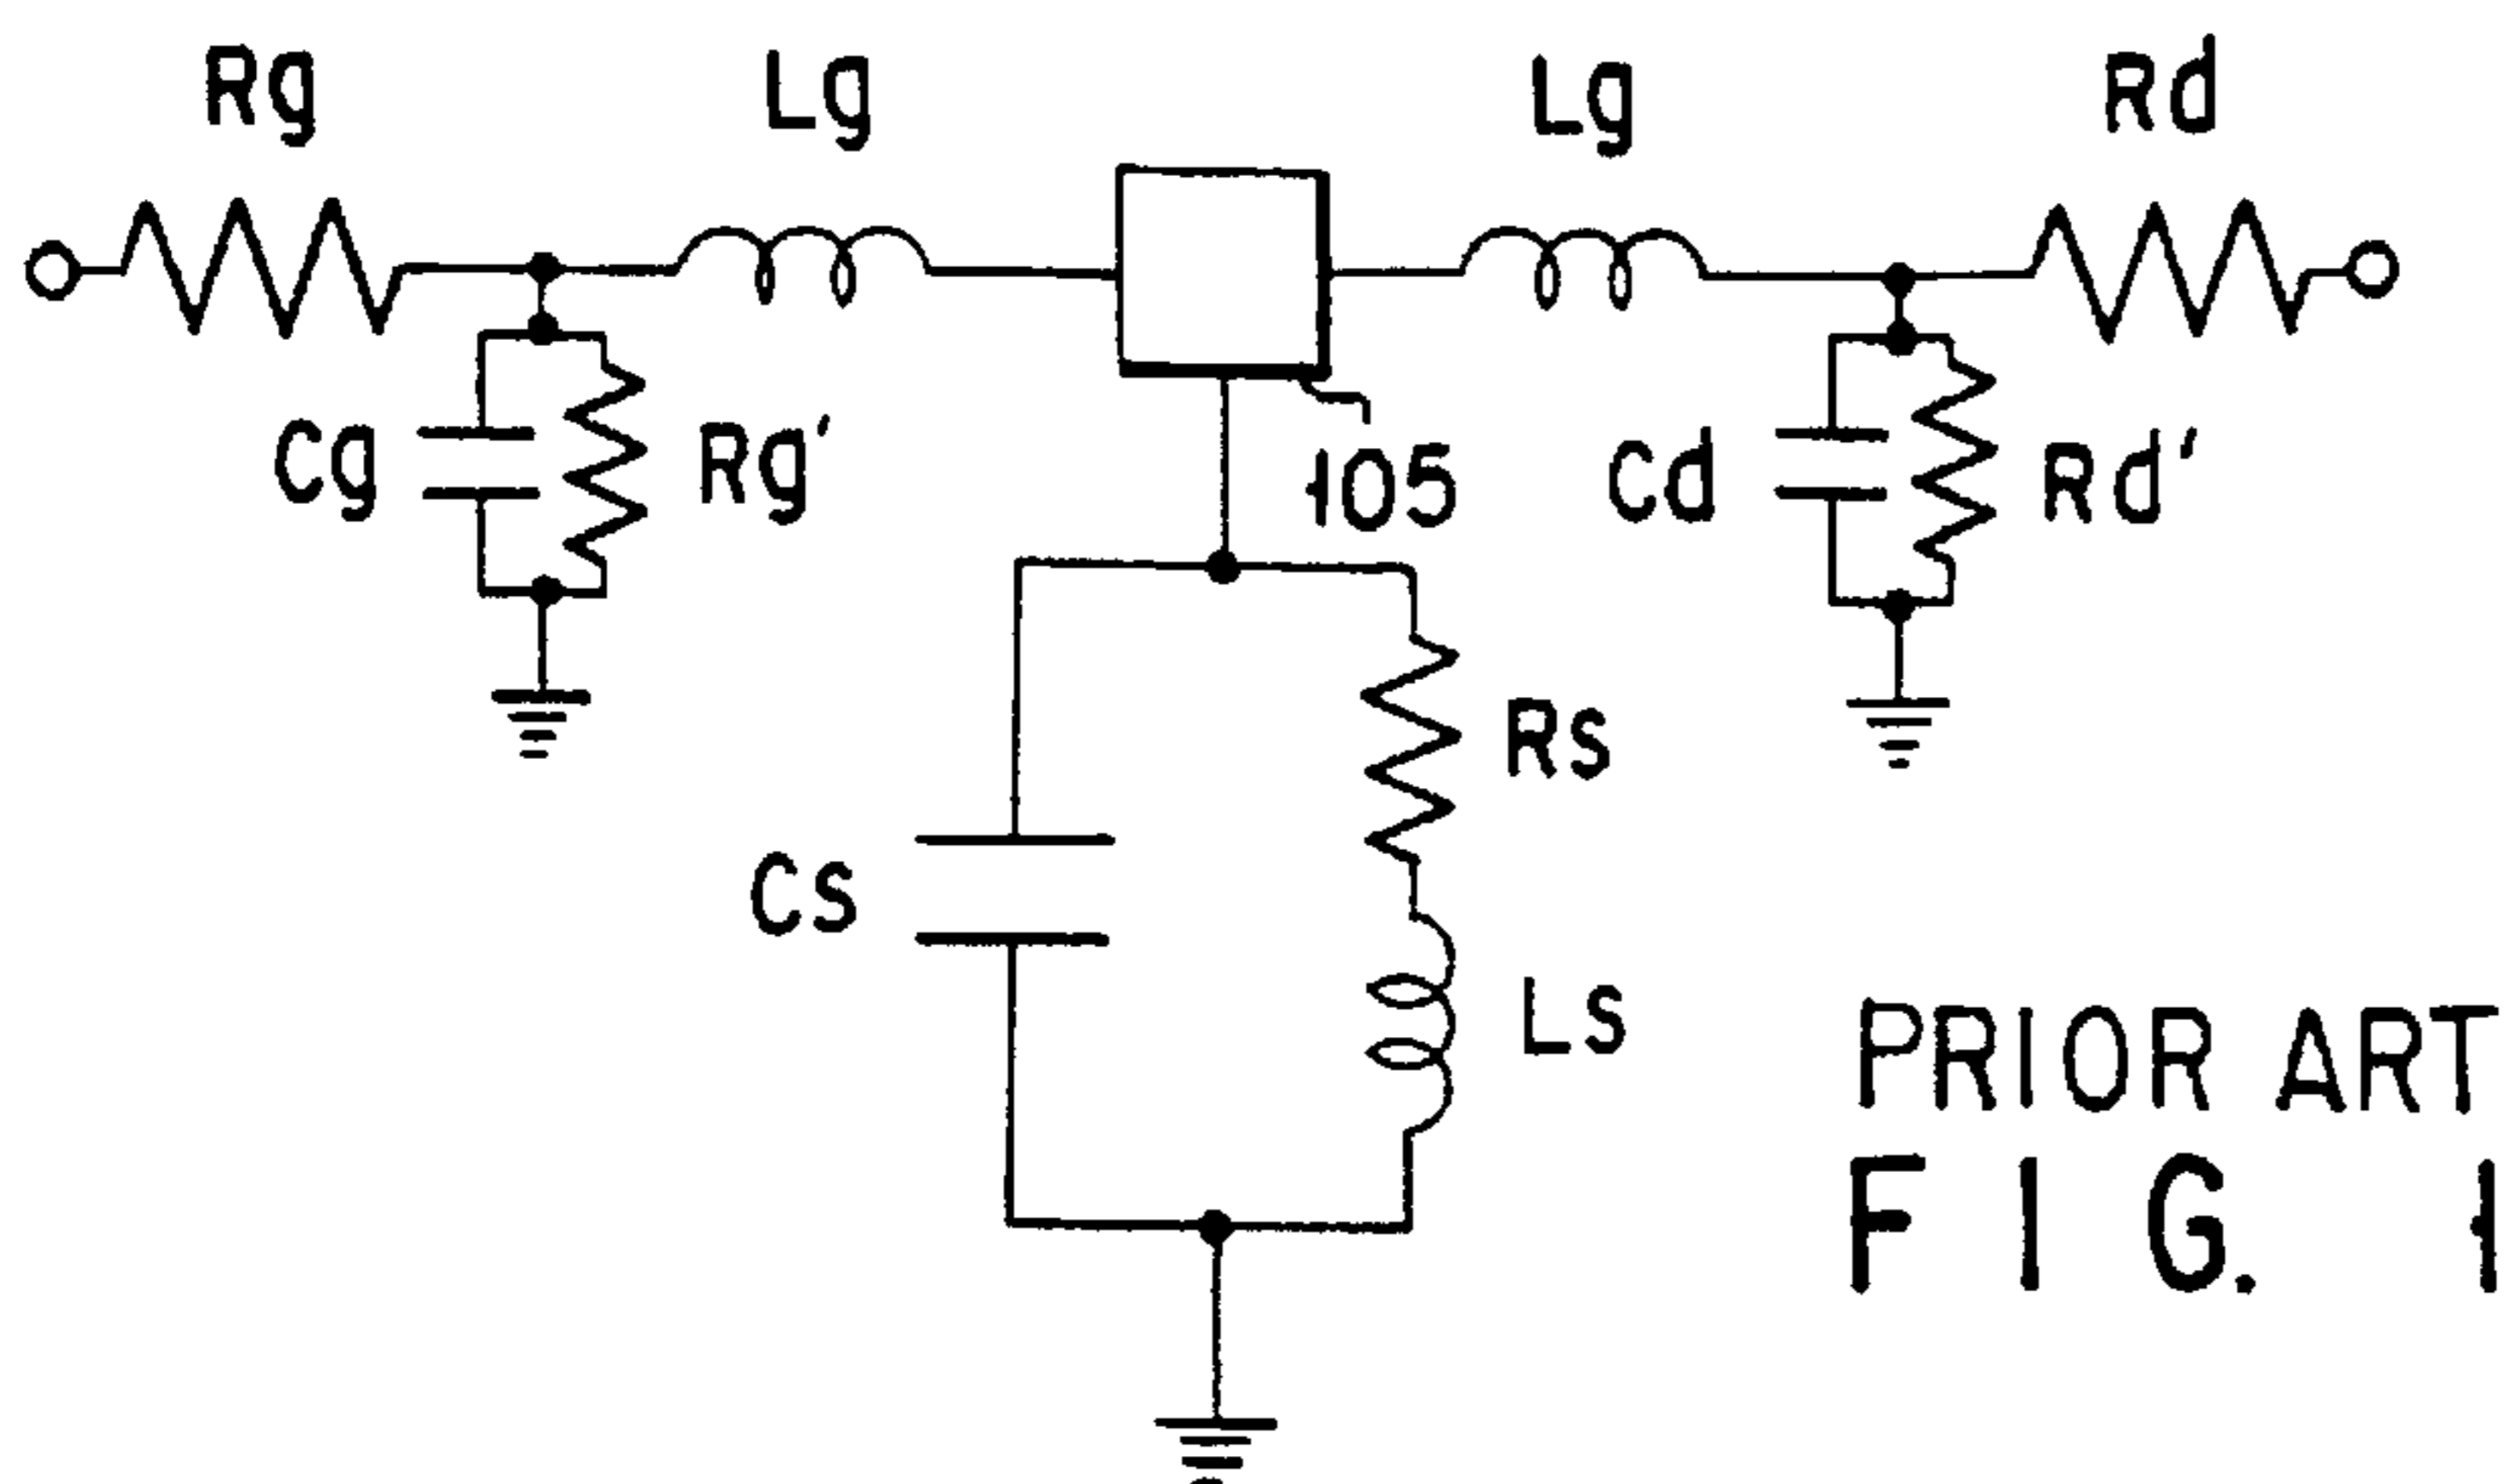 Rg Lg Lg Rd
Cg Rg′ 105 Cd Rd′
Rs
Cs
Ls
PRIOR ART
FIG. 1